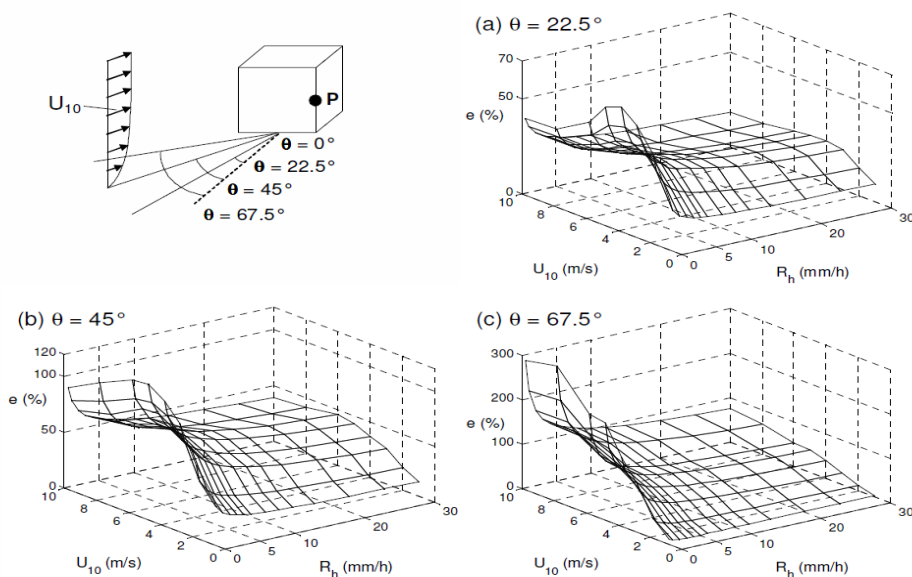 U10
P
θ = 0°
θ = 22.5°
θ = 45°
θ = 67.5°
(a) θ = 22.5°
70
50
e (%)
0
10
8
6
4
2
0
0
5
10
20
30
U10 (m/s)
Rh (mm/h)
(b) θ = 45°
120
100
e (%)
50
0
10
8
6
4
2
0
0
5
10
20
30
U10 (m/s)
Rh (mm/h)
(c) θ = 67.5°
300
200
e (%)
100
0
10
8
6
4
2
0
0
5
10
20
30
U10 (m/s)
Rh (mm/h)